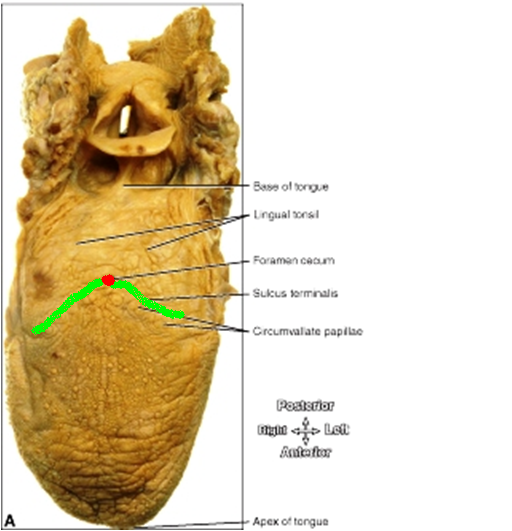 Base of tongue
Lingual tonsil
Foramen cecum
Sulcus terminalis
Circumvallate papillae
Posterior
Right Left
Anterior
A
Apex of tongue